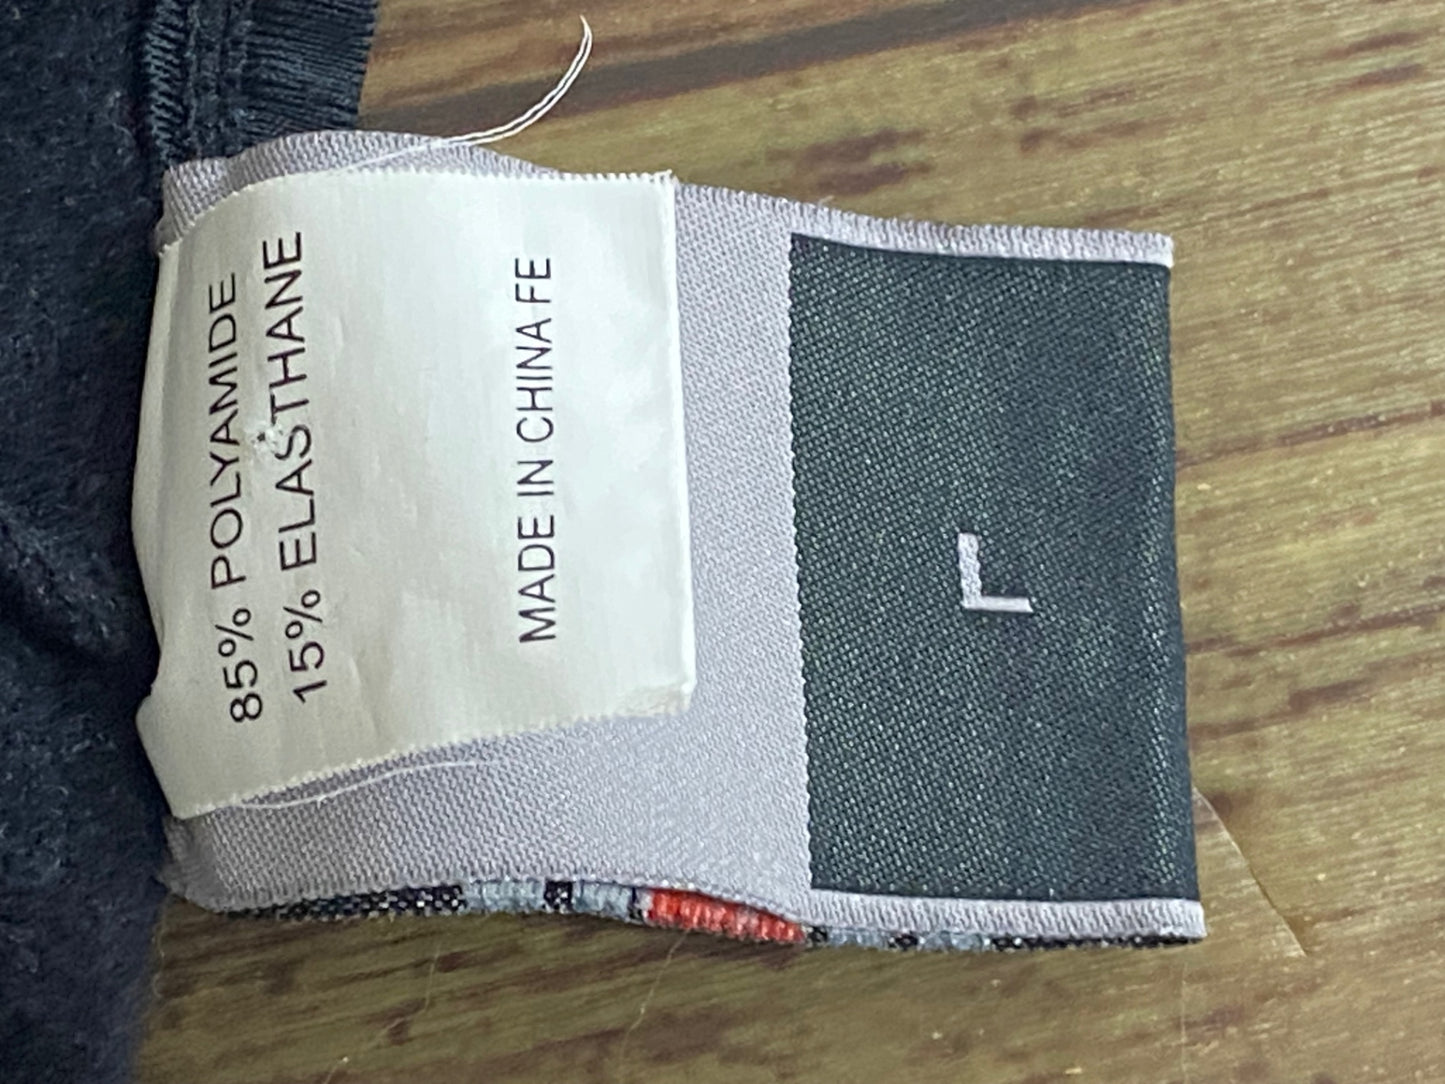 85% POLYAMIDE
15% ELASTHANE
MADE IN CHINA FE
L